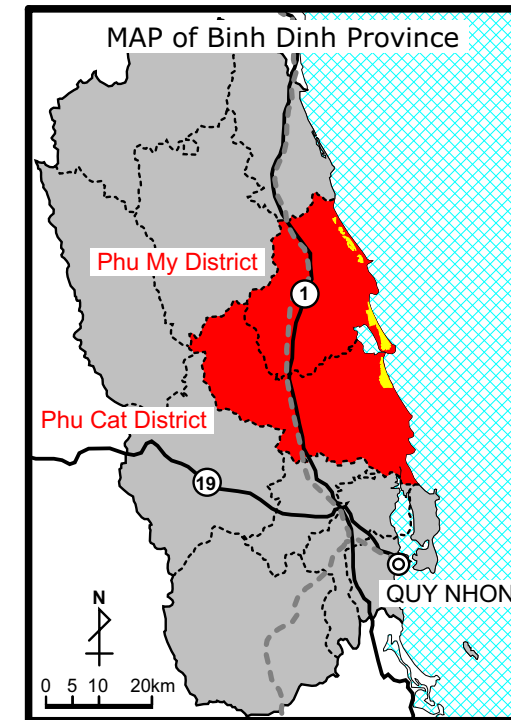 MAP of Binh Dinh Province
Phu My District
1
Phu Cat District
19
QUY NHON
N
0 5 10 20km